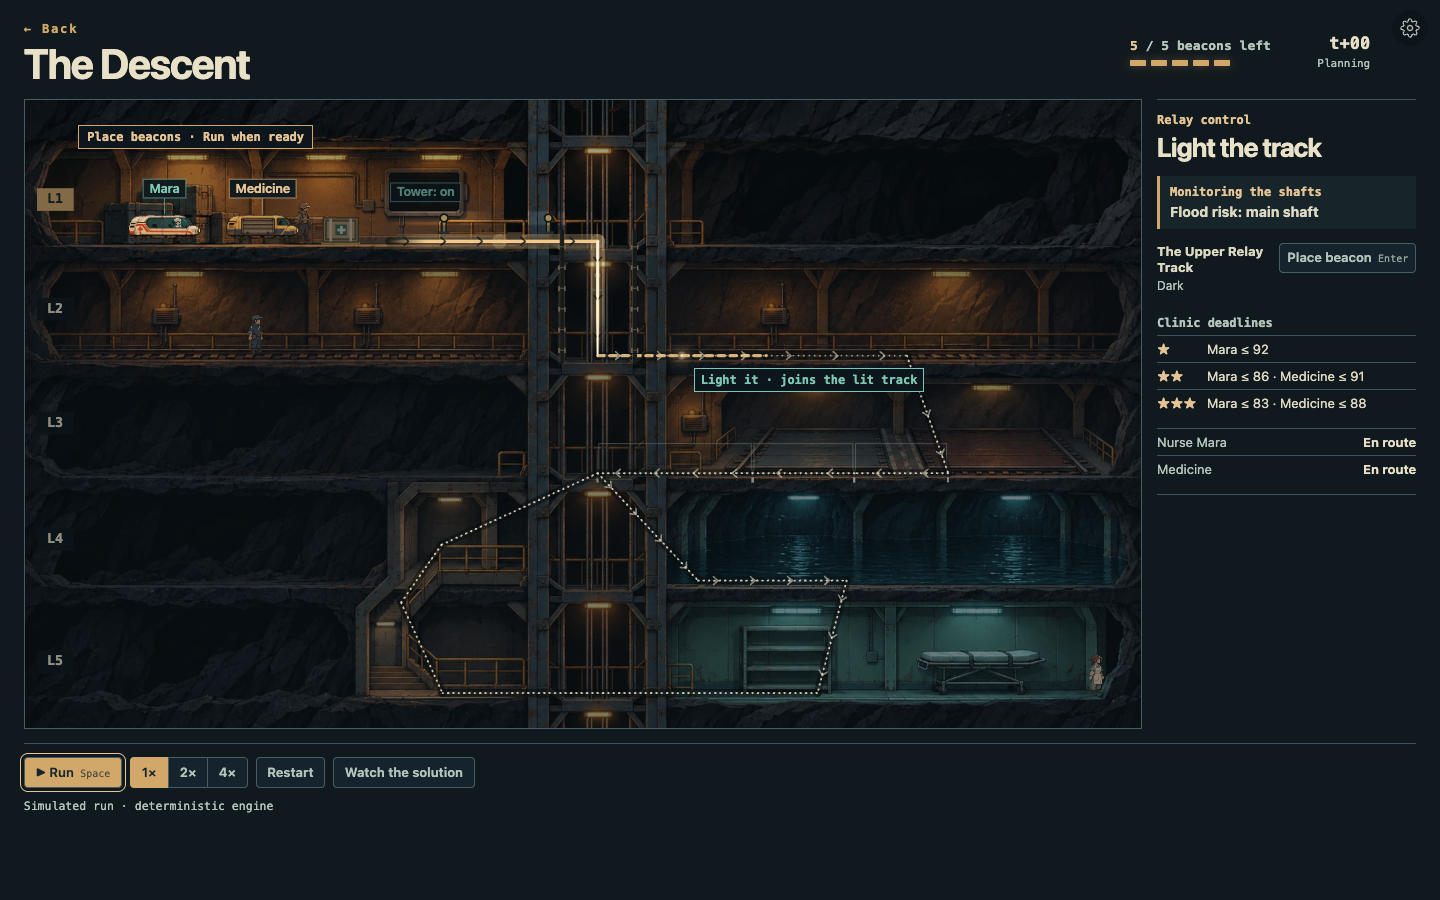 ← Back
The Descent
5 / 5 beacons left
t+00
Planning
Place beacons · Run when ready
L1
Mara
Medicine
Tower: on
L2
Light it · joins the lit track
L3
L4
L5
Relay control
Light the track
Monitoring the shafts
Flood risk: main shaft
The Upper Relay
Track
Dark
Place beacon Enter
Clinic deadlines
★ Mara ≤ 92
★★ Mara ≤ 86 · Medicine ≤ 91
★★★ Mara ≤ 83 · Medicine ≤ 88
Nurse Mara En route
Medicine En route
▶ Run Space
1×
2×
4×
Restart
Watch the solution
Simulated run · deterministic engine